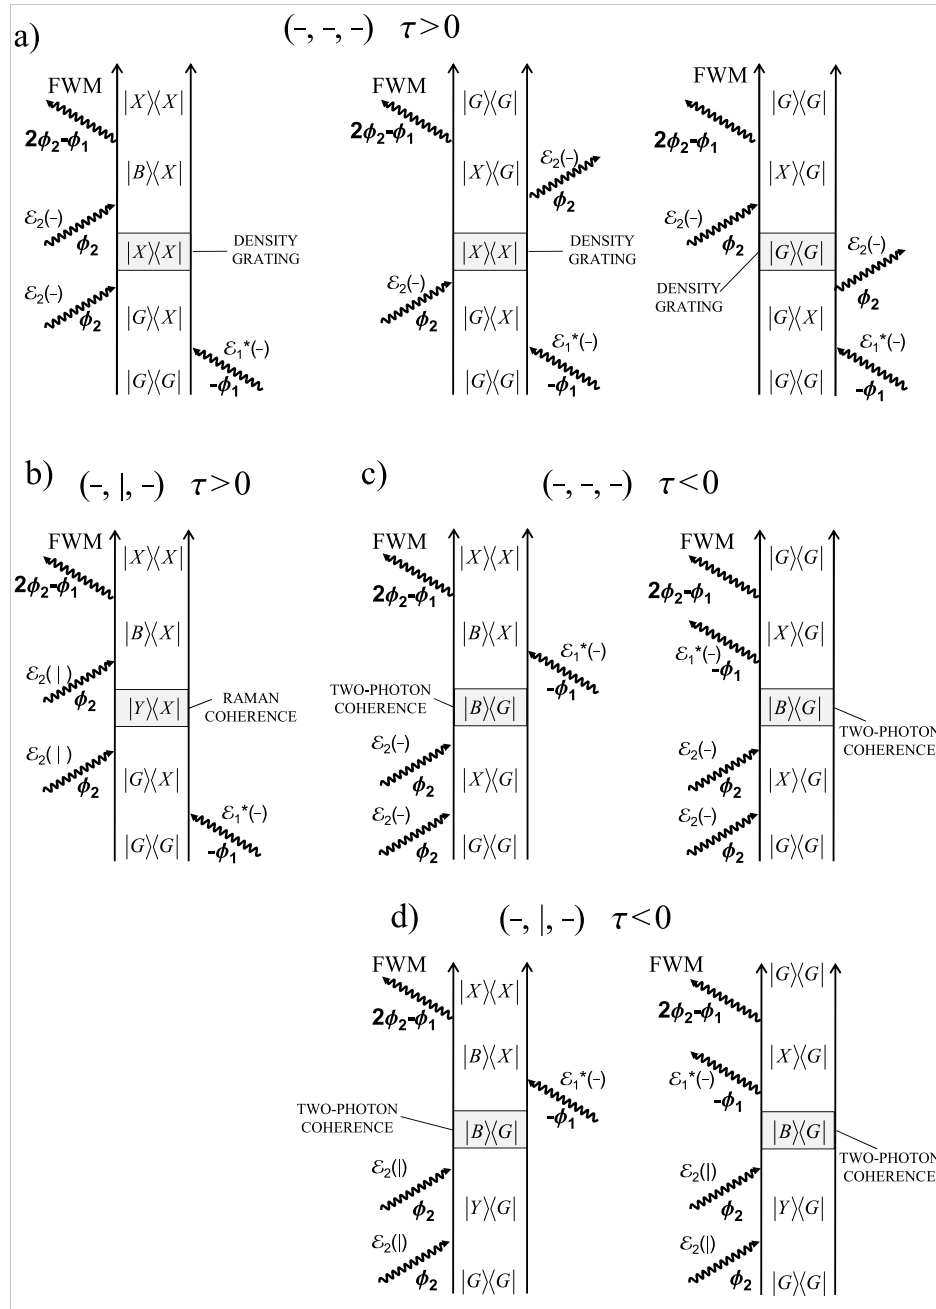 a)
(−, −, −) τ>0
FWM
|X⟩⟨X|
2ϕ₂-ϕ₁
|B⟩⟨X|
ℰ₂(−)
ϕ₂
|X⟩⟨X|
DENSITY
GRATING
ℰ₂(−)
ϕ₂
|G⟩⟨X|
ℰ₁*(−)
-ϕ₁
|G⟩⟨G|
FWM
|G⟩⟨G|
2ϕ₂-ϕ₁
ℰ₂(−)
|X⟩⟨G|
ϕ₂
|X⟩⟨X|
DENSITY
GRATING
ℰ₂(−)
ϕ₂
|G⟩⟨X|
ℰ₁*(−)
-ϕ₁
|G⟩⟨G|
FWM
|G⟩⟨G|
2ϕ₂-ϕ₁
|X⟩⟨G|
ℰ₂(−)
ϕ₂
|G⟩⟨G|
ℰ₂(−)
DENSITY
GRATING
ϕ₂
|G⟩⟨X|
ℰ₁*(−)
-ϕ₁
|G⟩⟨G|
b)
(−, |, −) τ>0
FWM
|X⟩⟨X|
2ϕ₂-ϕ₁
|B⟩⟨X|
ℰ₂(|)
ϕ₂
|Y⟩⟨X|
RAMAN
COHERENCE
ℰ₂(|)
ϕ₂
|G⟩⟨X|
ℰ₁*(−)
-ϕ₁
|G⟩⟨G|
c)
(−, −, −) τ<0
FWM
|X⟩⟨X|
2ϕ₂-ϕ₁
|B⟩⟨X|
ℰ₁*(−)
-ϕ₁
TWO-PHOTON
COHERENCE
|B⟩⟨G|
ℰ₂(−)
ϕ₂
|X⟩⟨G|
ℰ₂(−)
ϕ₂
|G⟩⟨G|
FWM
|G⟩⟨G|
2ϕ₂-ϕ₁
|X⟩⟨G|
ℰ₁*(−)
-ϕ₁
|B⟩⟨G|
TWO-PHOTON
COHERENCE
ℰ₂(−)
ϕ₂
|X⟩⟨G|
ℰ₂(−)
ϕ₂
|G⟩⟨G|
d)
(−, |, −) τ<0
FWM
|X⟩⟨X|
2ϕ₂-ϕ₁
|B⟩⟨X|
ℰ₁*(−)
-ϕ₁
TWO-PHOTON
COHERENCE
|B⟩⟨G|
ℰ₂(|)
ϕ₂
|Y⟩⟨G|
ℰ₂(|)
ϕ₂
|G⟩⟨G|
FWM
|G⟩⟨G|
2ϕ₂-ϕ₁
|X⟩⟨G|
ℰ₁*(−)
-ϕ₁
|B⟩⟨G|
TWO-PHOTON
COHERENCE
ℰ₂(|)
ϕ₂
|Y⟩⟨G|
ℰ₂(|)
ϕ₂
|G⟩⟨G|